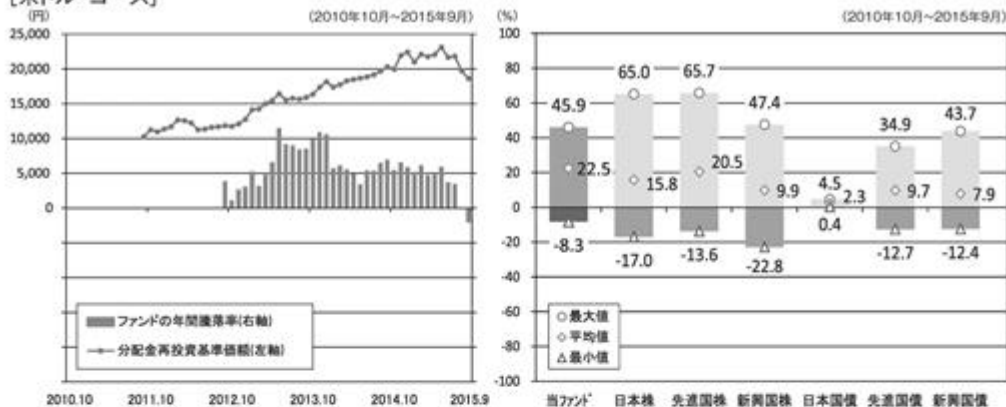 [米ドル・コース]
(円)
(2010年10月～2015年9月)
25,000
20,000
15,000
10,000
5,000
0
ファンドの年間騰落率(右軸)
分配金再投資基準価額(左軸)
2010.10
2011.10
2012.10
2013.10
2014.10
2015.9
(%)
(2010年10月～2015年9月)
100
80
60
40
20
0
-20
-40
-60
-80
-100
45.9
65.0
65.7
47.4
4.5
34.9
43.7
22.5
15.8
20.5
9.9
2.3
9.7
7.9
-8.3
-17.0
-13.6
-22.8
0.4
-12.7
-12.4
○最大値
◇平均値
△最小値
当ファンド
日本株
先進国株
新興国株
日本国債
先進国債
新興国債